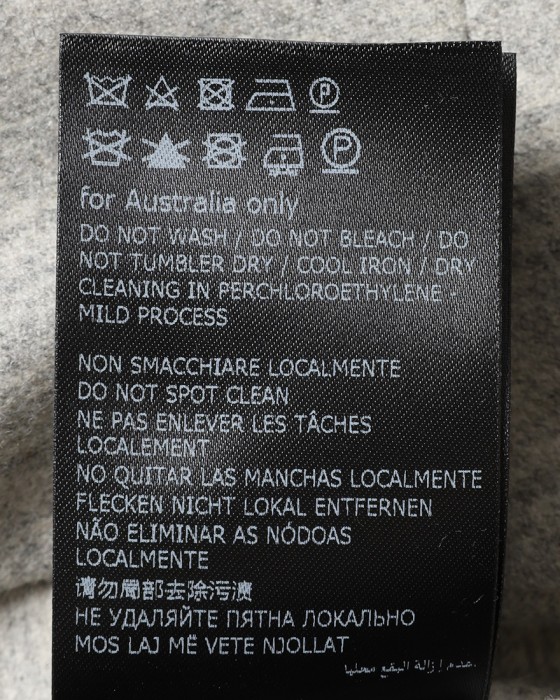 P
P
for Australia only
DO NOT WASH / DO NOT BLEACH / DO
NOT TUMBLER DRY / COOL IRON / DRY
CLEANING IN PERCHLOROETHYLENE -
MILD PROCESS
NON SMACCHIARE LOCALMENTE
DO NOT SPOT CLEAN
NE PAS ENLEVER LES TÂCHES
LOCALEMENT
NO QUITAR LAS MANCHAS LOCALMENTE
FLECKEN NICHT LOKAL ENTFERNEN
NÃO ELIMINAR AS NÓDOAS
LOCALMENTE
请勿局部去除污渍
НЕ УДАЛЯЙТЕ ПЯТНА ЛОКАЛЬНО
MOS LAJ MË VETE NJOLLAT
إزالة البقع